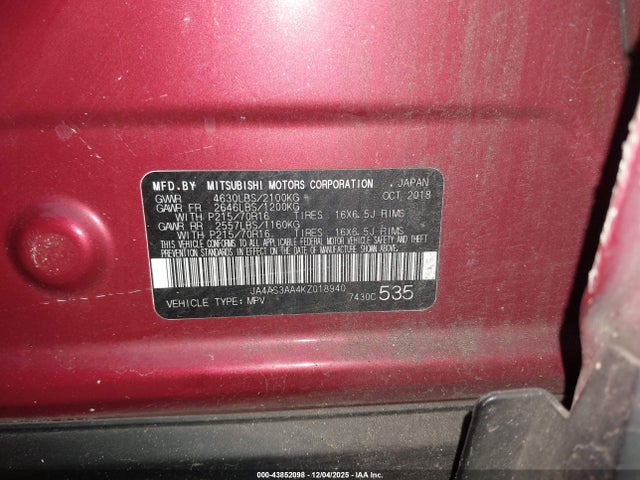 MFD.BY MITSUBISHI MOTORS CORPORATION , JAPAN
GVWR 4630LBS/2100KG OCT 2018
GAWR FR 2646LBS/1200KG
WITH P215/70R16 TIRES 16X6.5J RIMS
GAWR RR 2557LBS/1160KG
WITH P215/70R16 TIRES 16X6.5J RIMS
THIS VEHICLE CONFORMS TO ALL APPLICABLE FEDERAL MOTOR VEHICLE SAFETY AND THEFT
PREVENTION STANDARDS IN EFFECT ON THE DATE OF MANUFACTURE SHOWN ABOVE.
JA4AS3AA4KZ018940
VEHICLE TYPE: MPV 7430C 535
000-43852098 - 12/04/2025 - IAA Inc.